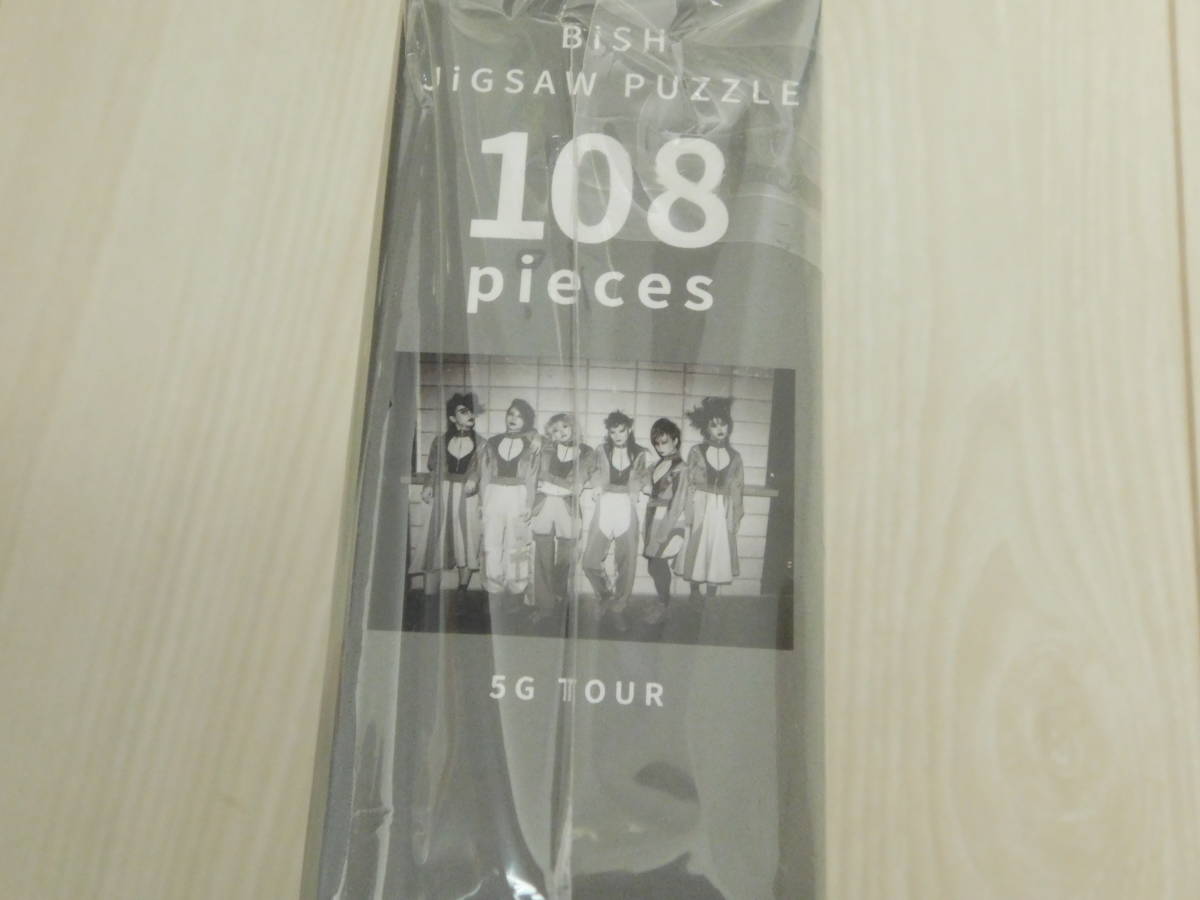 BiSH
JiGSAW PUZZLE
108
pieces
5G TOUR